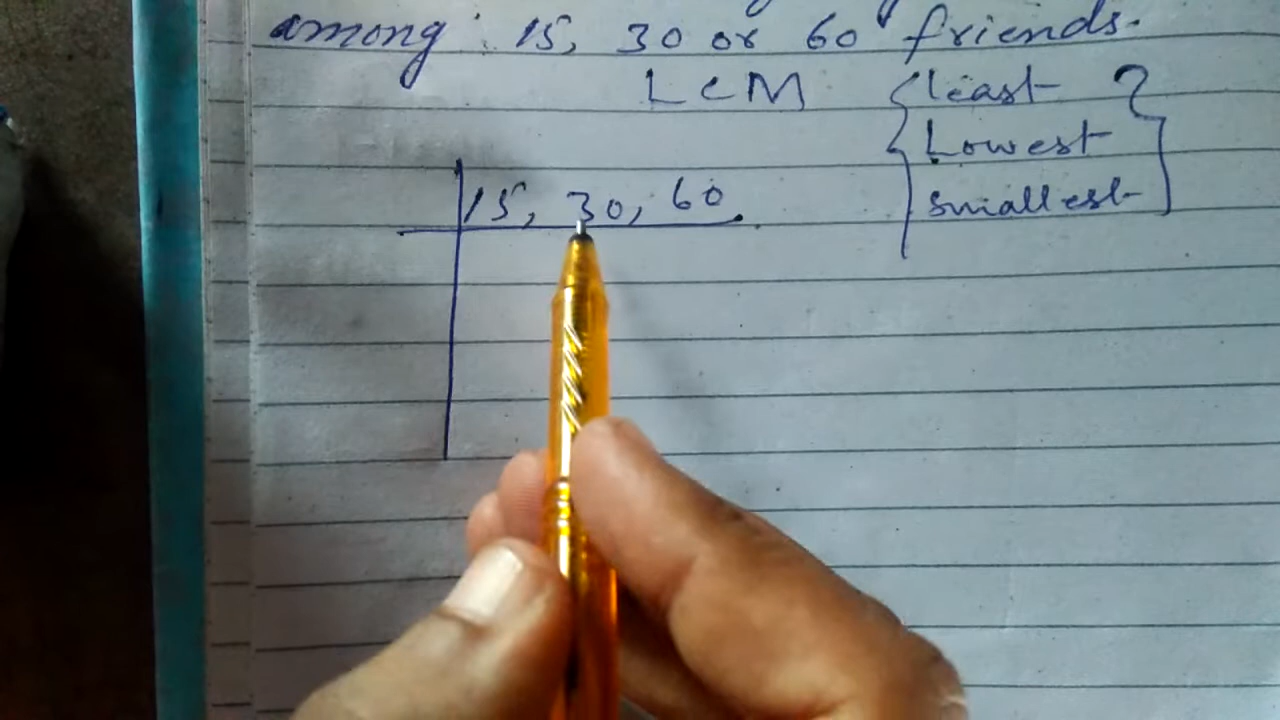 among : 15, 30 or 60 friends.
LCM
{ Least }
Lowest
Smallest
15, 30, 60